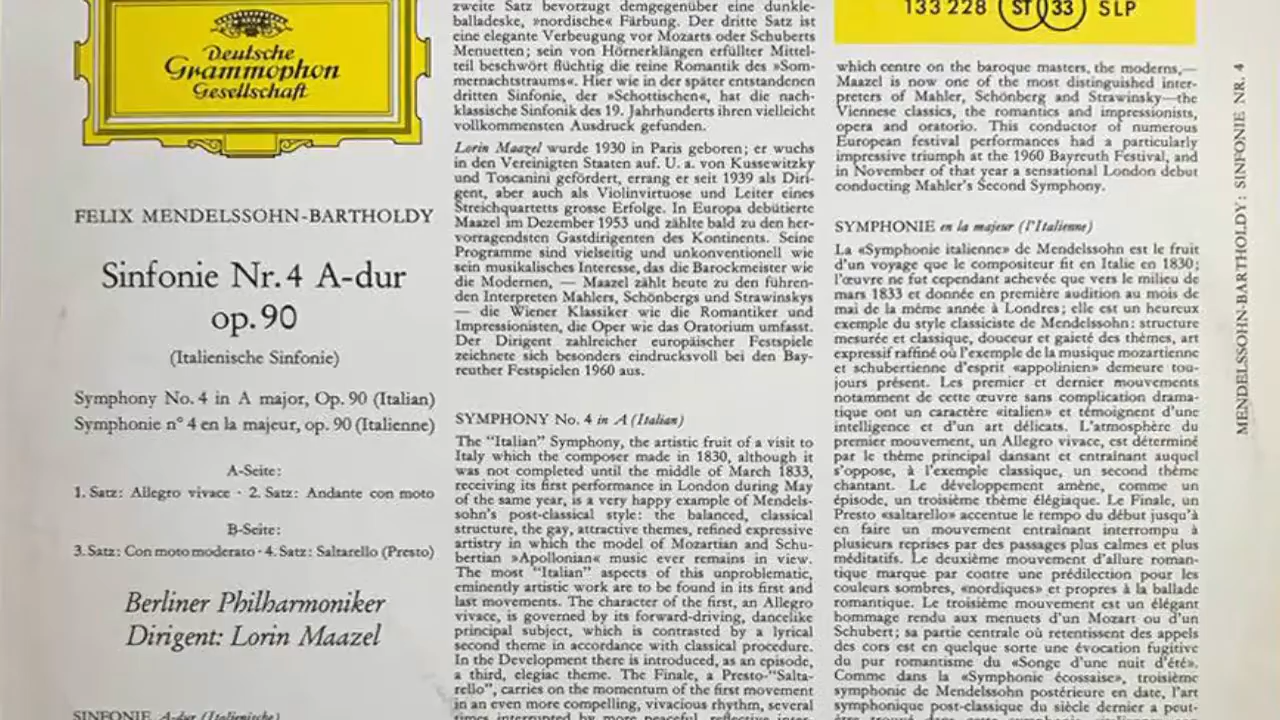 Deutsche
Grammophon
Gesellschaft
FELIX MENDELSSOHN-BARTHOLDY
Sinfonie Nr. 4 A-dur
op. 90
(Italienische Sinfonie)
Symphony No. 4 in A major, Op. 90 (Italian)
Symphonie n° 4 en la majeur, op. 90 (Italienne)
A-Seite:
1. Satz: Allegro vivace · 2. Satz: Andante con moto
B-Seite:
3. Satz: Con moto moderato · 4. Satz: Saltarello (Presto)
Berliner Philharmoniker
Dirigent: Lorin Maazel
SINFONIE A-dur (Italienische)
zweite Satz bevorzugt demgegenüber eine dunkle-
balladeske, »nordische« Färbung. Der dritte Satz ist
eine elegante Verbeugung vor Mozarts oder Schuberts
Menuetten; sein von Hörnerklängen erfüllter Mittel-
teil beschwört flüchtig die reine Romantik des »Som-
mernachtstraums«. Hier wie in der später entstandenen
dritten Sinfonie, der »Schottischen«, hat die nach-
klassische Sinfonik des 19. Jahrhunderts ihren vielleicht
vollkommensten Ausdruck gefunden.
Lorin Maazel wurde 1930 in Paris geboren; er wuchs
in den Vereinigten Staaten auf. U. a. von Kussewitzky
und Toscanini gefördert, errang er seit 1939 als Diri-
gent, aber auch als Violinvirtuose und Leiter eines
Streichquartetts grosse Erfolge. In Europa debütierte
Maazel im Dezember 1953 und zählte bald zu den her-
vorragendsten Gastdirigenten des Kontinents. Seine
Programme sind vielseitig und unkonventionell wie
sein musikalisches Interesse, das die Barockmeister wie
die Modernen, — Maazel zählt heute zu den führen-
den Interpreten Mahlers, Schönbergs und Strawinskys
— die Wiener Klassiker wie die Romantiker und
Impressionisten, die Oper wie das Oratorium umfasst.
Der Dirigent zahlreicher europäischer Festspiele
zeichnete sich besonders eindrucksvoll bei den Bay-
reuther Festspielen 1960 aus.
SYMPHONY No. 4 in A (Italian)
The "Italian" Symphony, the artistic fruit of a visit to
Italy which the composer made in 1830, although it
was not completed until the middle of March 1833,
receiving its first performance in London during May
of the same year, is a very happy example of Mendels-
sohn's post-classical style: the balanced, classical
structure, the gay, attractive themes, refined expressive
artistry in which the model of Mozartian and Schu-
bertian »Apollonian« music ever remains in view.
The most "Italian" aspects of this unproblematic,
eminently artistic work are to be found in its first and
last movements. The character of the first, an Allegro
vivace, is governed by its forward-driving, dancelike
principal subject, which is contrasted by a lyrical
second theme in accordance with classical procedure.
In the Development there is introduced, as an episode,
a third, elegiac theme. The Finale, a Presto-"Salta-
rello", carries on the momentum of the first movement
in an even more compelling, vivacious rhythm, several
times interrupted by more peaceful, reflective inter-
133 228 ST 33 SLP
which centre on the baroque masters, the moderns,—
Maazel is now one of the most distinguished inter-
preters of Mahler, Schönberg and Strawinsky—the
Viennese classics, the romantics and impressionists,
opera and oratorio. This conductor of numerous
European festival performances had a particularly
impressive triumph at the 1960 Bayreuth Festival, and
in November of that year a sensational London debut
conducting Mahler's Second Symphony.
SYMPHONIE en la majeur (l'Italienne)
La «Symphonie italienne» de Mendelssohn est le fruit
d'un voyage que le compositeur fit en Italie en 1830;
l'œuvre ne fut cependant achevée que vers le milieu de
mars 1833 et donnée en première audition au mois de
mai de la même année à Londres; elle est un heureux
exemple du style classiciste de Mendelssohn: structure
mesurée et classique, douceur et gaieté des thèmes, art
expressif raffiné où l'exemple de la musique mozartienne
et schubertienne d'esprit «appolinien» demeure tou-
jours présent. Les premier et dernier mouvements
notamment de cette œuvre sans complication drama-
tique ont un caractère «italien» et témoignent d'une
intelligence et d'un art délicats. L'atmosphère du
premier mouvement, un Allegro vivace, est déterminé
par le thème principal dansant et entraînant auquel
s'oppose, à l'exemple classique, un second thème
chantant. Le développement amène, comme un
épisode, un troisième thème élégiaque. Le Finale, un
Presto «saltarello» accentue le tempo du début jusqu'à
en faire un mouvement entraînant interrompu à
plusieurs reprises par des passages plus calmes et plus
méditatifs. Le deuxième mouvement d'allure roman-
tique marque par contre une prédilection pour les
couleurs sombres, «nordiques» et propres à la ballade
romantique. Le troisième mouvement est un élégant
hommage rendu aux menuets d'un Mozart ou d'un
Schubert; sa partie centrale où retentissent des appels
des cors est en quelque sorte une évocation fugitive
du pur romantisme du «Songe d'une nuit d'été».
Comme dans la «Symphonie écossaise», troisième
symphonie de Mendelssohn postérieure en date, l'art
symphonique post-classique du siècle dernier a peut-
MENDELSSOHN-BARTHOLDY: SINFONIE NR. 4